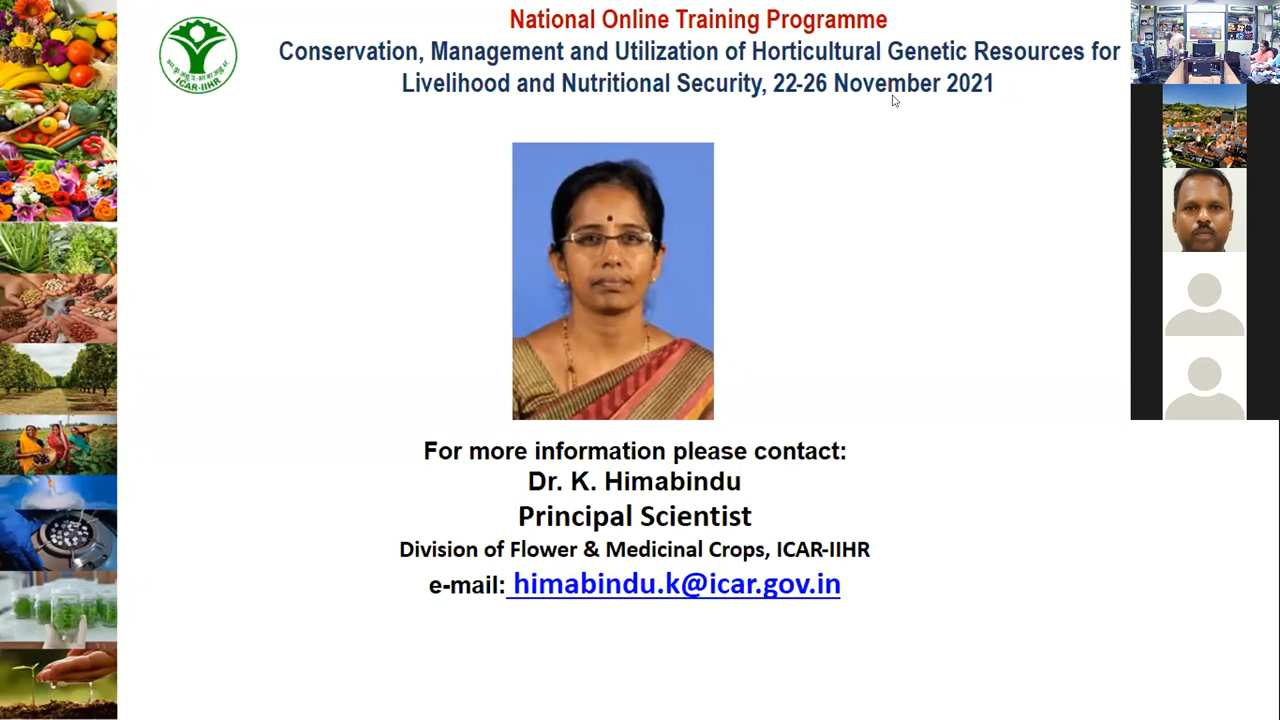 National Online Training Programme
Conservation, Management and Utilization of Horticultural Genetic Resources for
Livelihood and Nutritional Security, 22-26 November 2021
ICAR-IIHR
For more information please contact:
Dr. K. Himabindu
Principal Scientist
Division of Flower & Medicinal Crops, ICAR-IIHR
e-mail: himabindu.k@icar.gov.in